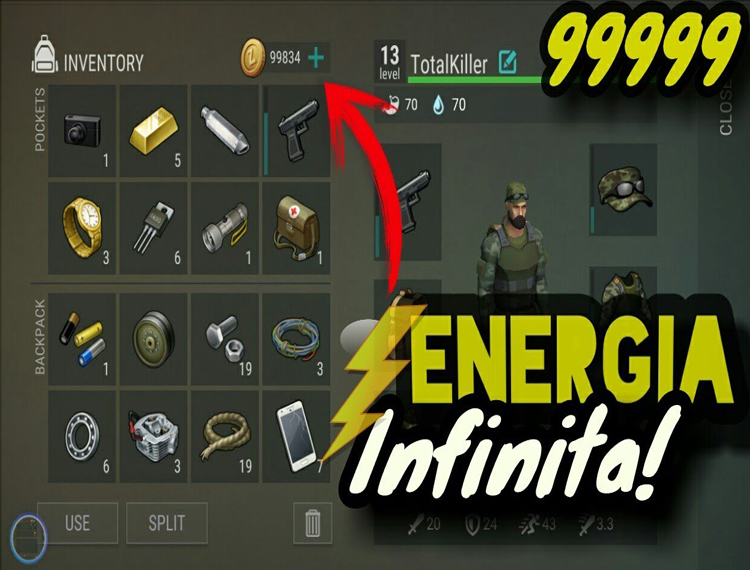 99999
INVENTORY
99834
13
level
TotalKiller
70
70
CLOSE
POCKETS
1
5
3
6
1
1
BACKPACK
1
19
3
6
3
19
7
ENERGIA
Infinita!
USE
SPLIT
20
24
43
3.3